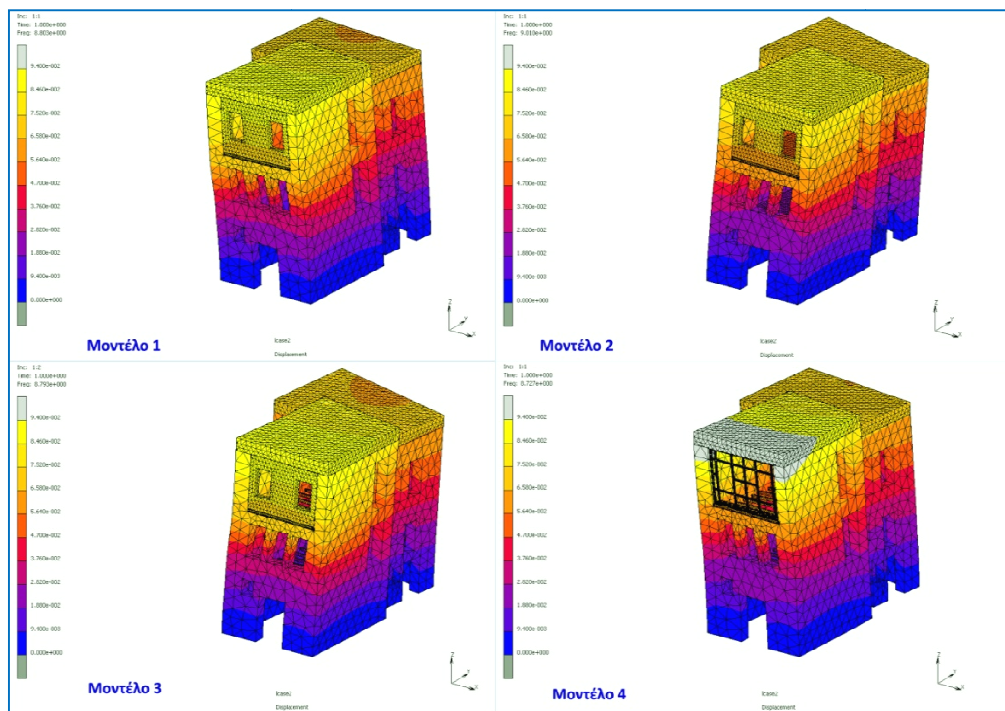 Inc: 1:1
Time: 1.000e+000
Freq: 8.803e+000
9.400e-002
8.460e-002
7.520e-002
6.580e-002
5.640e-002
4.700e-002
3.760e-002
2.820e-002
1.880e-002
9.400e-003
0.000e+000
Μοντέλο 1
lcase2
Displacement
Z
Y
X
Inc: 1:1
Time: 1.000e+000
Freq: 9.010e+000
9.400e-002
8.460e-002
7.520e-002
6.580e-002
5.640e-002
4.700e-002
3.760e-002
2.820e-002
1.880e-002
9.400e-003
0.000e+000
Μοντέλο 2
lcase2
Displacement
Z
Y
X
Inc: 1:2
Time: 1.000e+000
Freq: 8.793e+000
9.400e-002
8.460e-002
7.520e-002
6.580e-002
5.640e-002
4.700e-002
3.760e-002
2.820e-002
1.880e-002
9.400e-003
0.000e+000
Μοντέλο 3
lcase2
Displacement
Z
Y
X
Inc: 1:1
Time: 1.000e+000
Freq: 8.727e+000
9.400e-002
8.460e-002
7.520e-002
6.580e-002
5.640e-002
4.700e-002
3.760e-002
2.820e-002
1.880e-002
9.400e-003
0.000e+000
Μοντέλο 4
lcase2
Displacement
Z
Y
X